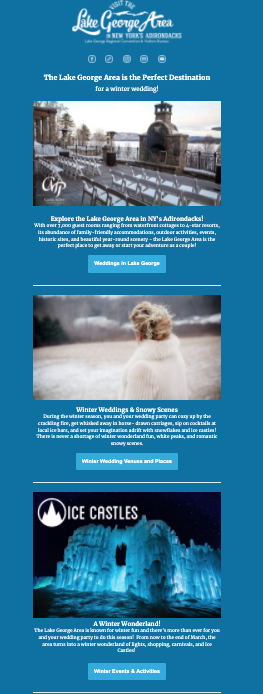 VISIT THE
Lake George Area
IN NEW YORK'S ADIRONDACKS
Lake George Regional Convention & Visitors Bureau
The Lake George Area is the Perfect Destination
for a winter wedding!
Explore the Lake George Area in NY's Adirondacks!
With over 7,000 guest rooms ranging from waterfront cottages to 4-star resorts,
its abundance of family-friendly accommodations, outdoor activities, events,
historic sites, and beautiful year-round scenery - the Lake George Area is the
perfect place to get away or start your adventure as a couple!
Weddings in Lake George
Winter Weddings & Snowy Scenes
During the winter season, you and your wedding party can cozy up by the
crackling fire, get whisked away in horse - drawn carriages, sip on cocktails at
local ice bars, and set your imagination adrift with snowflakes and ice castles!
There is never a shortage of winter wonderland fun, white peaks, and romantic
snowy scenes.
Winter Wedding Venues and Places
ICE CASTLES
A Winter Wonderland!
The Lake George Area is known for winter fun and there's more than ever for you
and your wedding party to do this season! From now to the end of March, the
area turns into a winter wonderland of lights, shopping, carnivals, and Ice
Castles!
Winter Events & Activities